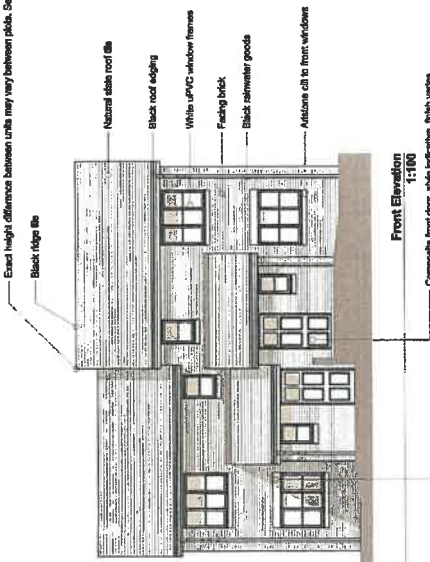 Exact height difference between units may vary between plots. Se
Black ridge tile
Natural slate roof tile
Black roof edging
White uPVC window frames
Facing brick
Black rainwater goods
Artstone cill to front windows
Front Elevation
1:100
Composite front door, style indicative, finish varies